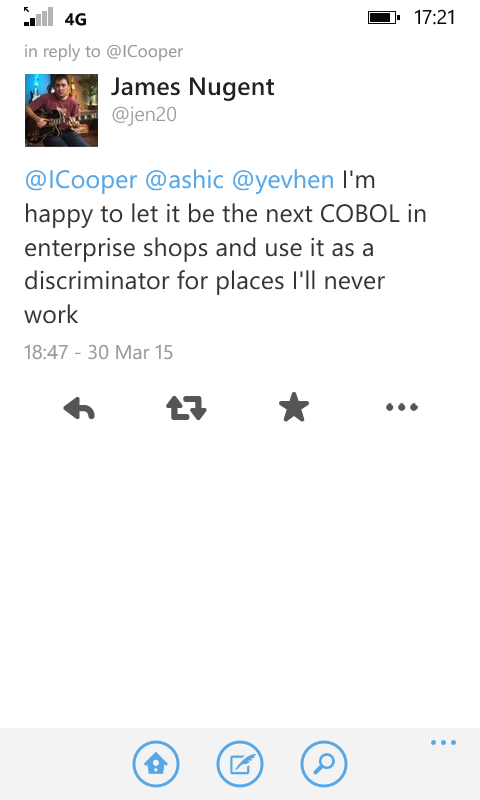 4G 17:21
in reply to @ICooper
James Nugent
@jen20
@ICooper @ashic @yevhen I'm
happy to let it be the next COBOL in
enterprise shops and use it as a
discriminator for places I'll never
work
18:47 - 30 Mar 15